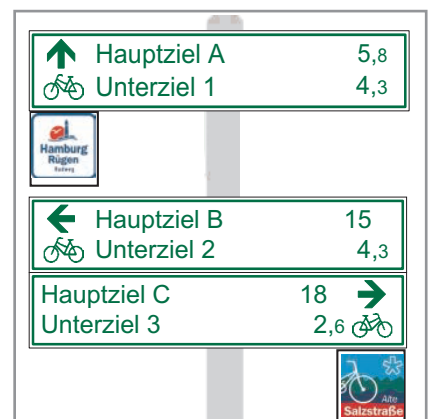 Hauptziel A 5,8
Unterziel 1 4,3
Hamburg
Rügen
Radweg
Hauptziel B 15
Unterziel 2 4,3
Hauptziel C 18
Unterziel 3 2,6
Alte
Salzstraße